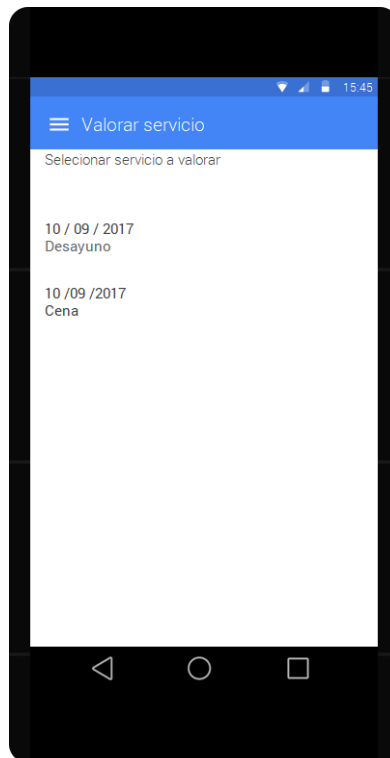 15:45
Valorar servicio
Selecionar servicio a valorar
10 / 09 / 2017
Desayuno
10 /09 /2017
Cena